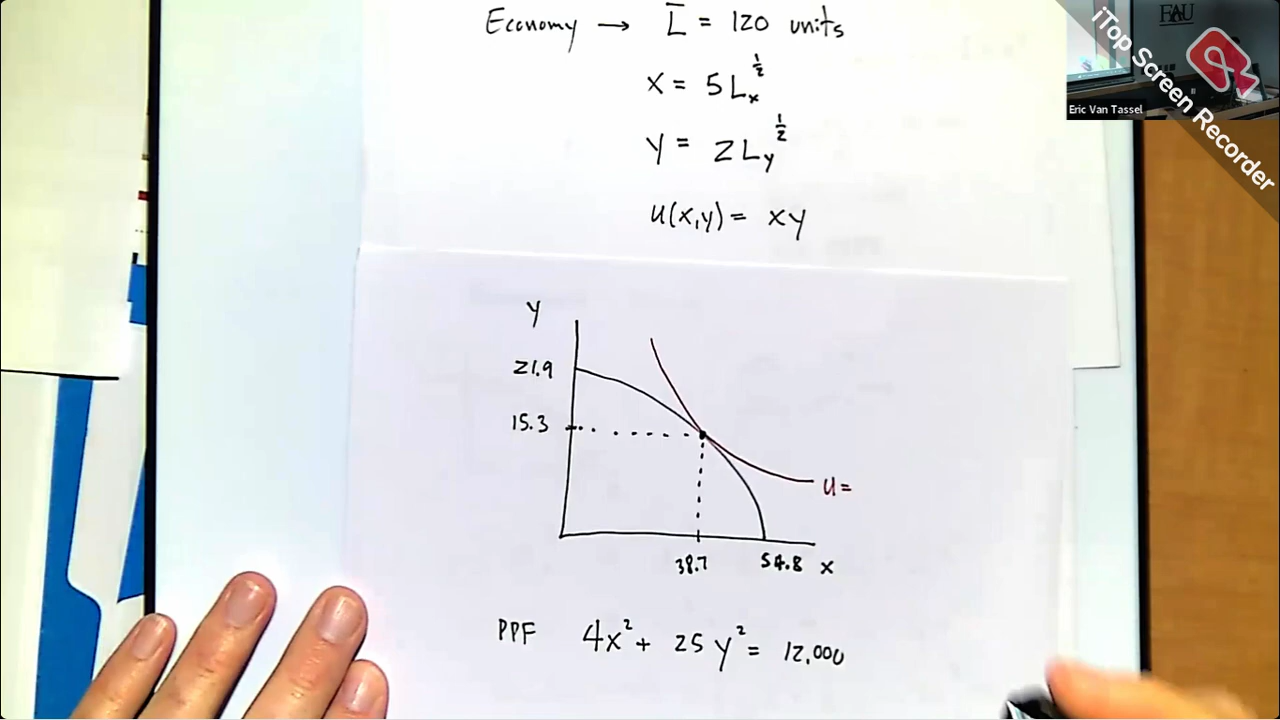 Economy → L̄ = 120 units
x = 5Lₓ^½
y = 2L_y^½
u(x,y) = xy
y
21.9
15.3
u=
38.7 54.8 x
PPF 4x² + 25y² = 12,000
FAU
Eric Van Tassel
iTop Screen Recorder